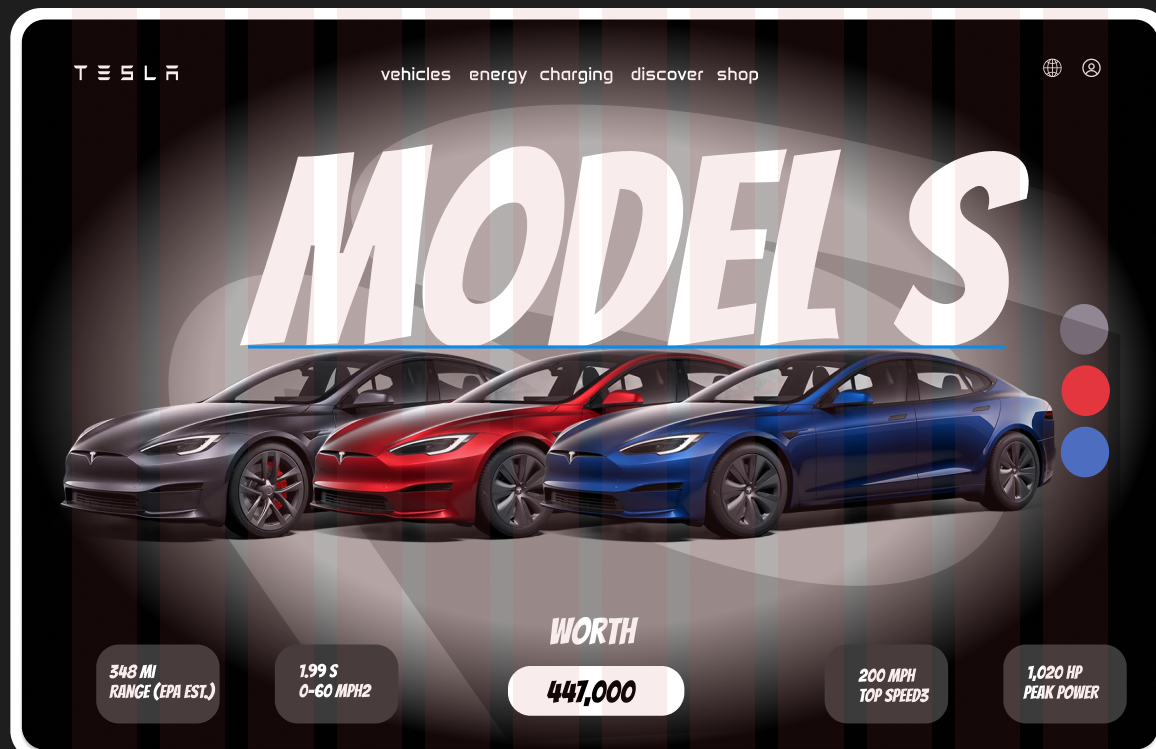 TESLA
vehicles energy charging discover shop
MODEL S
WORTH
348 MI
RANGE (EPA EST.)
1.99 S
0-60 MPH2
447,000
200 MPH
TOP SPEED3
1,020 HP
PEAK POWER